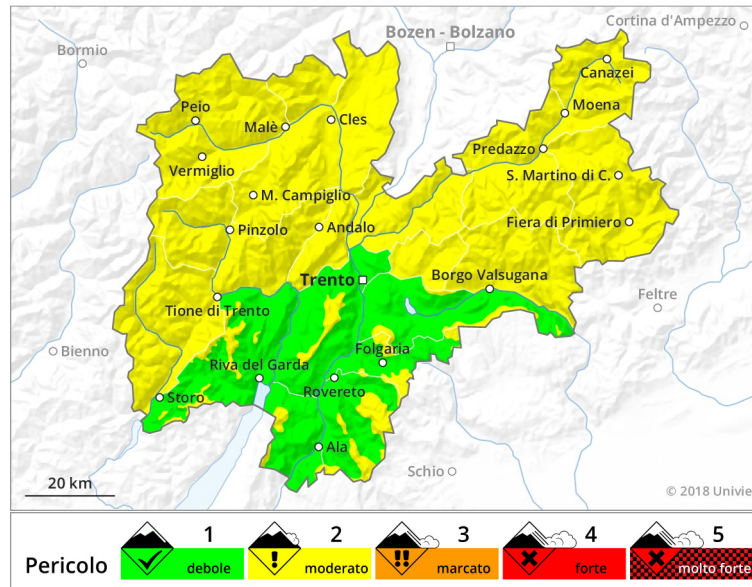 Cortina d'Ampezzo
Bozen - Bolzano
Bormio
Canazei
Peio
Moena
Malè
Cles
Predazzo
Vermiglio
S. Martino di C.
M. Campiglio
Fiera di Primiero
Pinzolo
Andalo
Trento
Borgo Valsugana
Feltre
Tione di Trento
Bienno
Folgaria
Riva del Garda
Rovereto
Storo
Ala
Schio
20 km
© 2018 Univie
Pericolo
1
debole
2
moderato
3
marcato
4
forte
5
molto forte